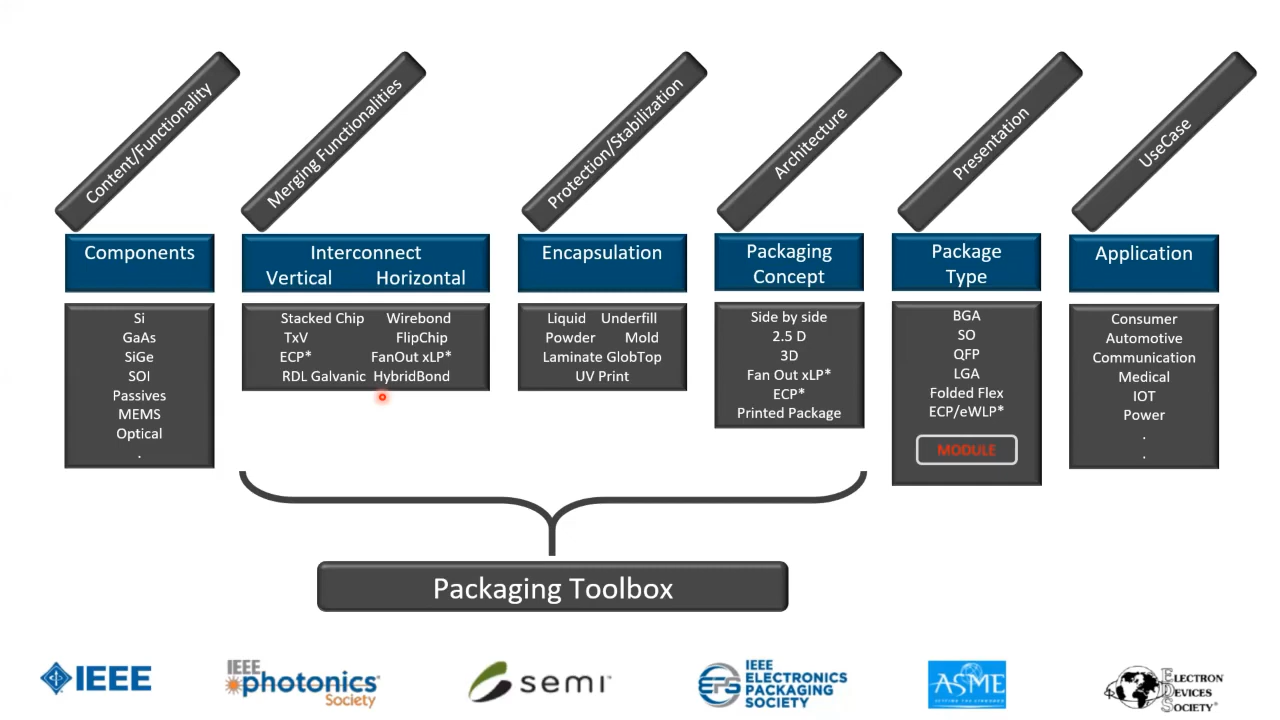 Content/Functionality
Merging Functionalities
Protection/Stabilization
Architecture
Presentation
UseCase
Components
Interconnect
Vertical Horizontal
Encapsulation
Packaging
Concept
Package
Type
Application
Si
GaAs
SiGe
SOI
Passives
MEMS
Optical
.
Stacked Chip Wirebond
TxV FlipChip
ECP* FanOut xLP*
RDL Galvanic HybridBond
Liquid Underfill
Powder Mold
Laminate GlobTop
UV Print
Side by side
2.5 D
3D
Fan Out xLP*
ECP*
Printed Package
BGA
SO
QFP
LGA
Folded Flex
ECP/eWLP*
MODULE
Consumer
Automotive
Communication
Medical
IOT
Power
.
.
Packaging Toolbox
IEEE
IEEE
photonics
Society
semi
EPS
IEEE
ELECTRONICS
PACKAGING
SOCIETY
ASME
SETTING THE STANDARD
EDS
ELECTRON
DEVICES
SOCIETY®